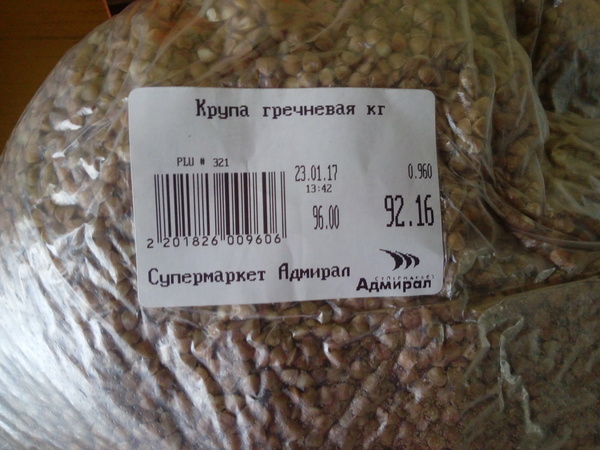 Крупа гречневая кг
PLU # 321
23.01.17
0.960
13:42
96.00
92.16
2 201826 009606
Супермаркет Адмирал
СУПЕРМАРКЕТ
Адмирал